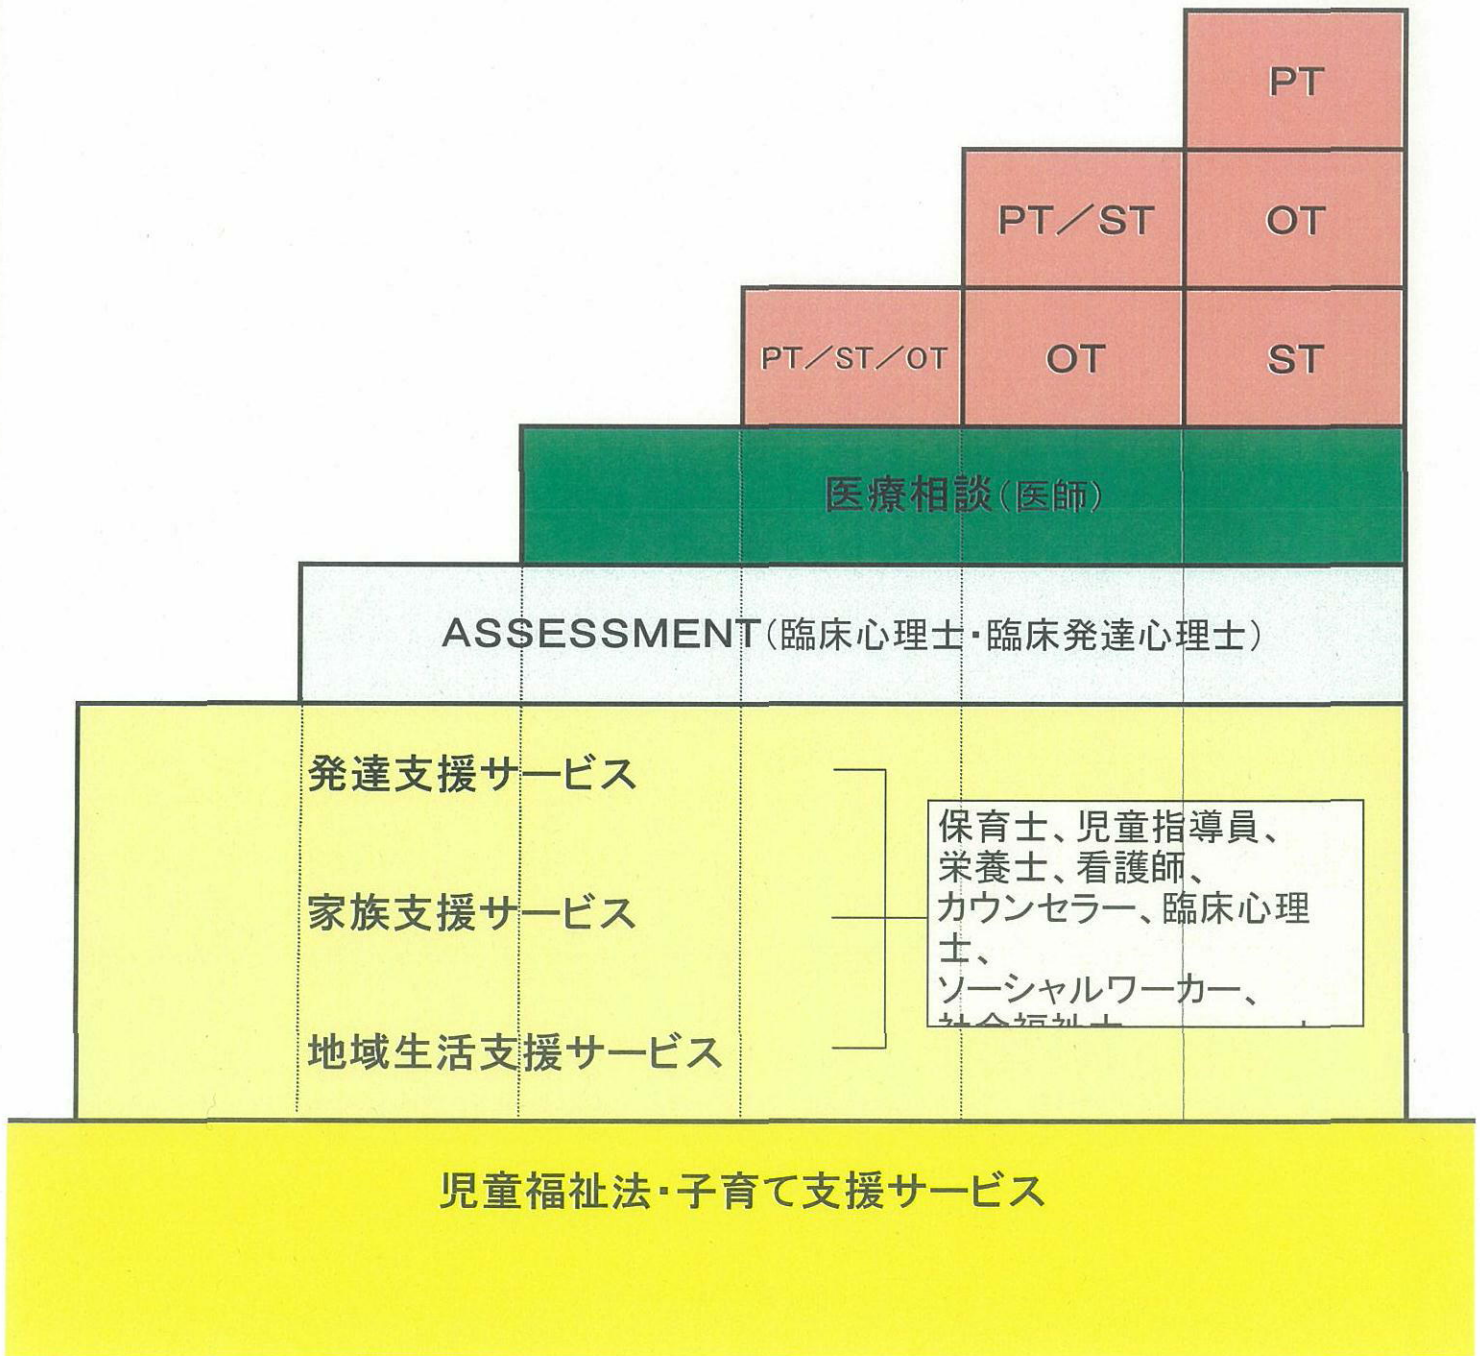 PT
PT/ST
OT
PT/ST/OT
OT
ST
医療相談(医師)
ASSESSMENT(臨床心理士・臨床発達心理士)
発達支援サービス
家族支援サービス
地域生活支援サービス
保育士、児童指導員、
栄養士、看護師、
カウンセラー、臨床心理
士、
ソーシャルワーカー、
児童福祉法・子育て支援サービス